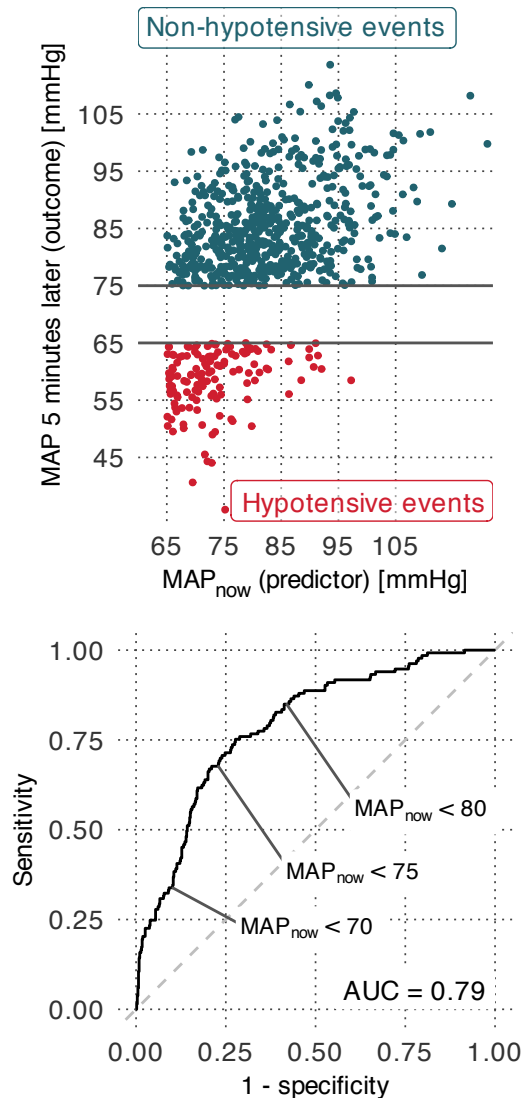 Non-hypotensive events
MAP 5 minutes later (outcome) [mmHg]
105
95
85
75
65
55
45
Hypotensive events
65 75 85 95 105
MAPnow (predictor) [mmHg]
Sensitivity
1.00
0.75
0.50
0.25
0.00
MAPnow < 80
MAPnow < 75
MAPnow < 70
AUC = 0.79
0.00 0.25 0.50 0.75 1.00
1 - specificity